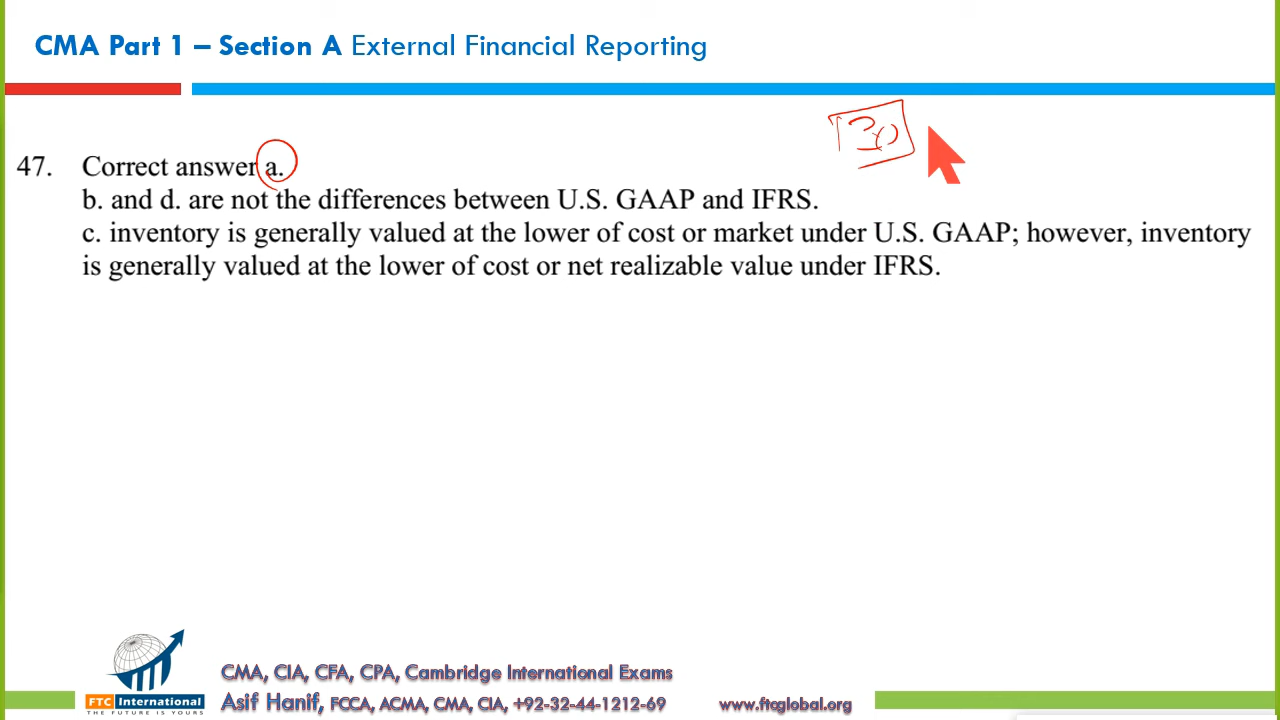 CMA Part 1 – Section A External Financial Reporting
30
47. Correct answer a.
b. and d. are not the differences between U.S. GAAP and IFRS.
c. inventory is generally valued at the lower of cost or market under U.S. GAAP; however, inventory
is generally valued at the lower of cost or net realizable value under IFRS.
FTC International
THE FUTURE IS YOURS
CMA, CIA, CFA, CPA, Cambridge International Exams
Asif Hanif, FCCA, ACMA, CMA, CIA, +92-32-44-1212-69
www.ftcglobal.org